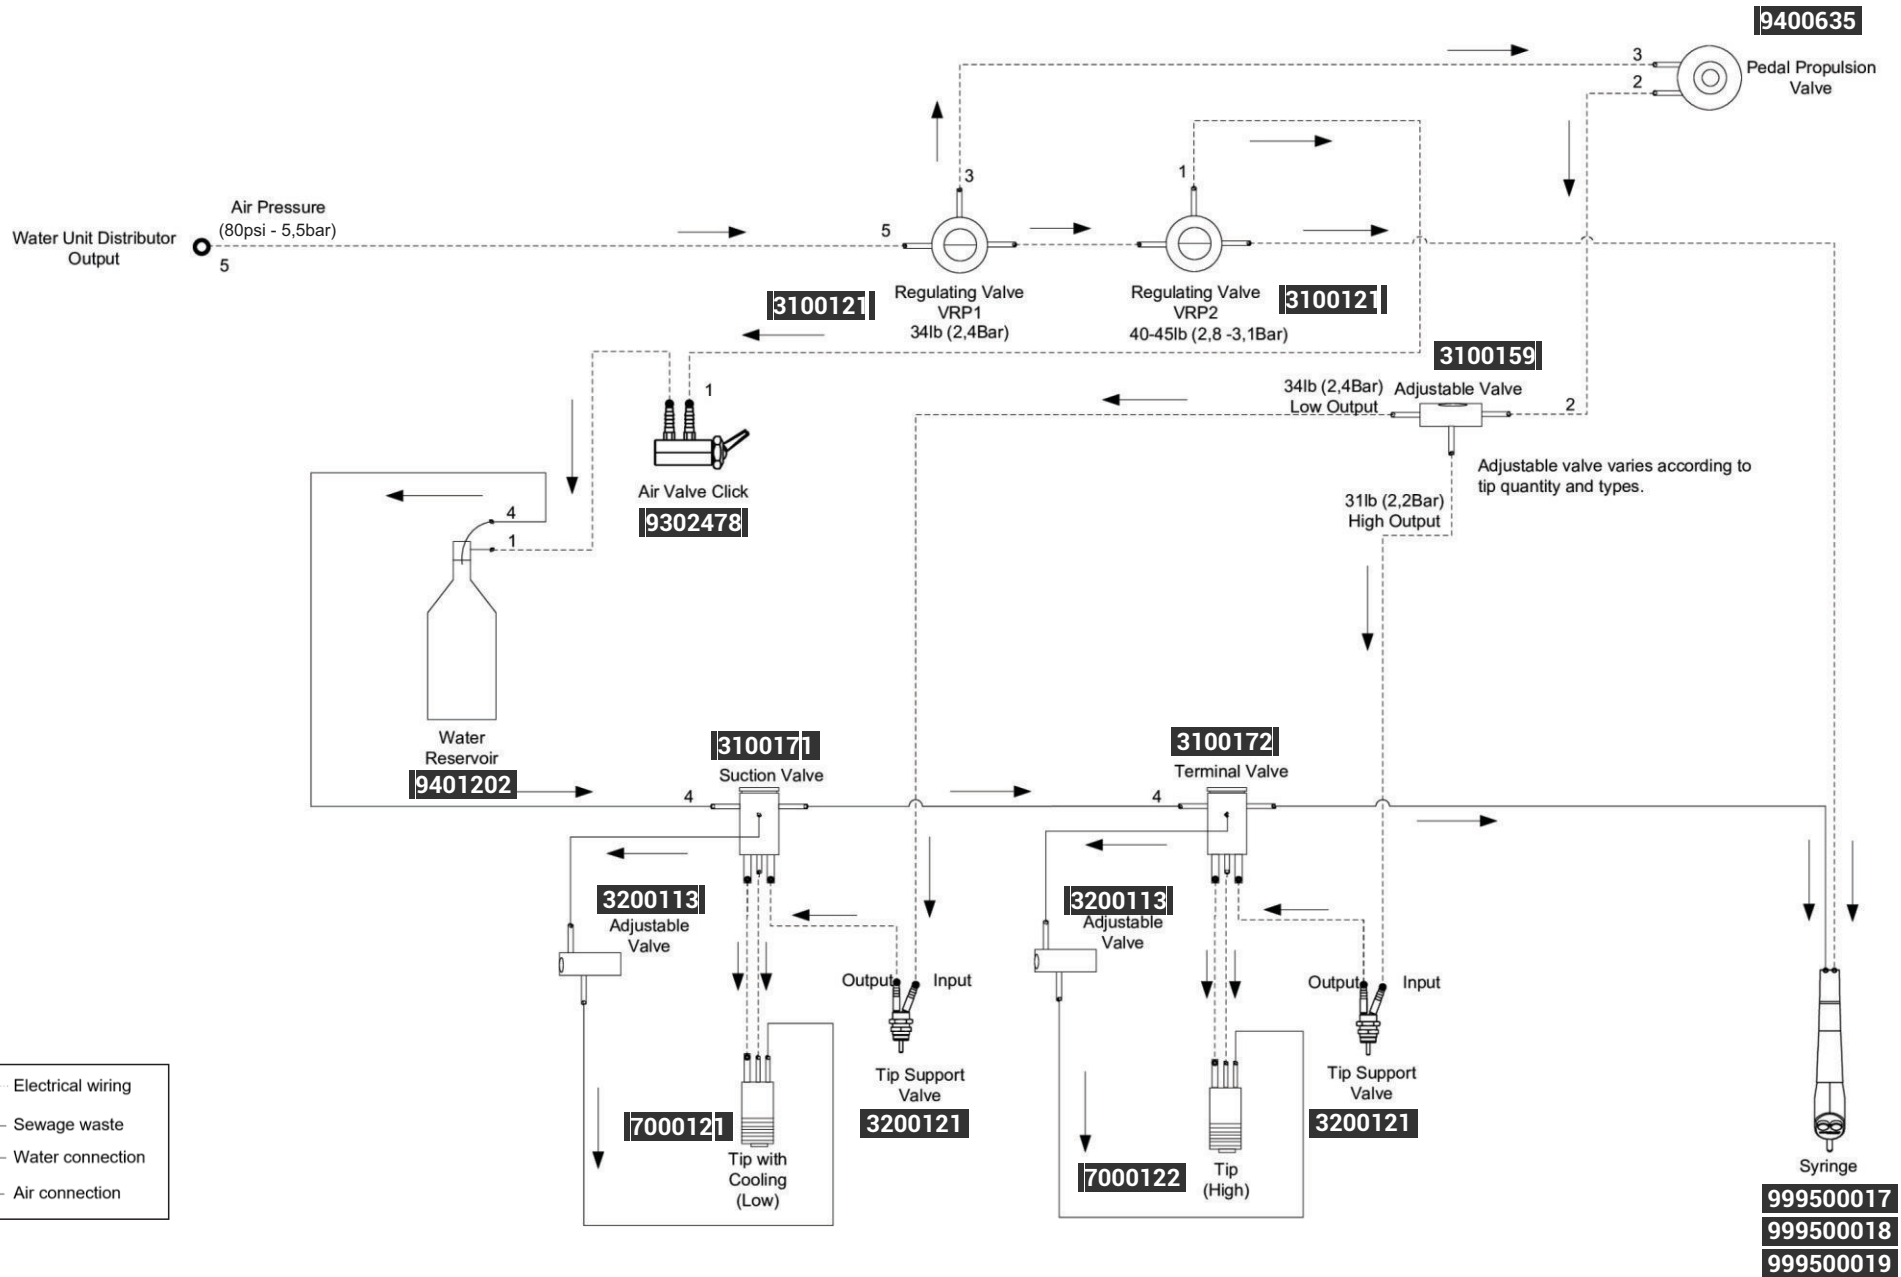 9400635
3
Pedal Propulsion
Valve
2
1
3
Air Pressure
(80psi - 5,5bar)
Water Unit Distributor
Output
5
5
3100121
Regulating Valve
VRP1
34lb (2,4Bar)
Regulating Valve
VRP2
40-45lb (2,8 -3,1Bar)
3100121
3100159
34lb (2,4Bar)
Low Output
Adjustable Valve
2
1
Adjustable valve varies according to
tip quantity and types.
Air Valve Click
9302478
31lb (2,2Bar)
High Output
4
1
Water
Reservoir
9401202
3100171
Suction Valve
4
3100172
Terminal Valve
4
3200113
Adjustable
Valve
3200113
Adjustable
Valve
Output
Input
Output
Input
Tip Support
Valve
3200121
Tip Support
Valve
3200121
7000121
Tip with
Cooling
(Low)
7000122
Tip
(High)
Electrical wiring
Sewage waste
Water connection
Air connection
Syringe
999500017
999500018
999500019